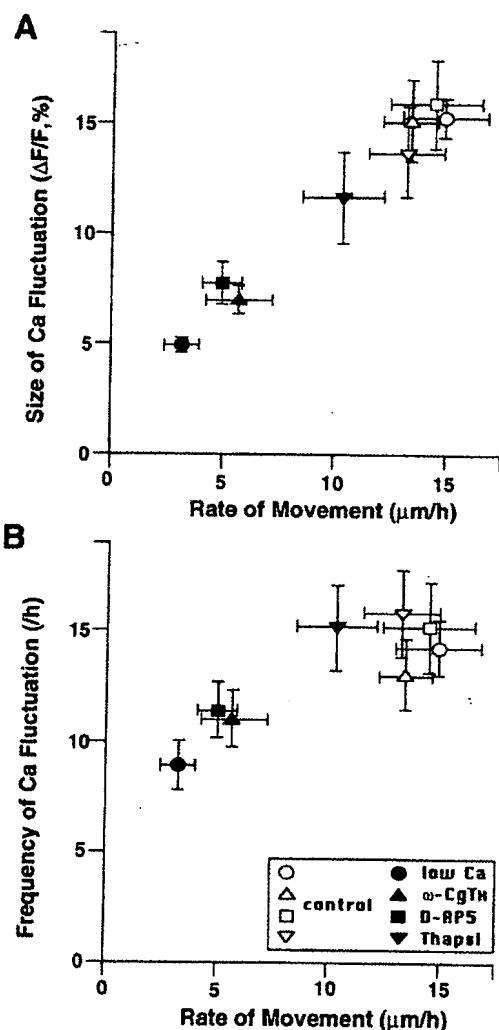 A
Size of Ca Fluctuation (ΔF/F,%)
15
10
5
0
0 5 10 15
Rate of Movement (μm/h)
B
Frequency of Ca Fluctuation (/h)
15
10
5
0
control
low Ca
ω-CgTx
D-AP5
Thapsi
0 5 10 15
Rate of Movement (μm/h)